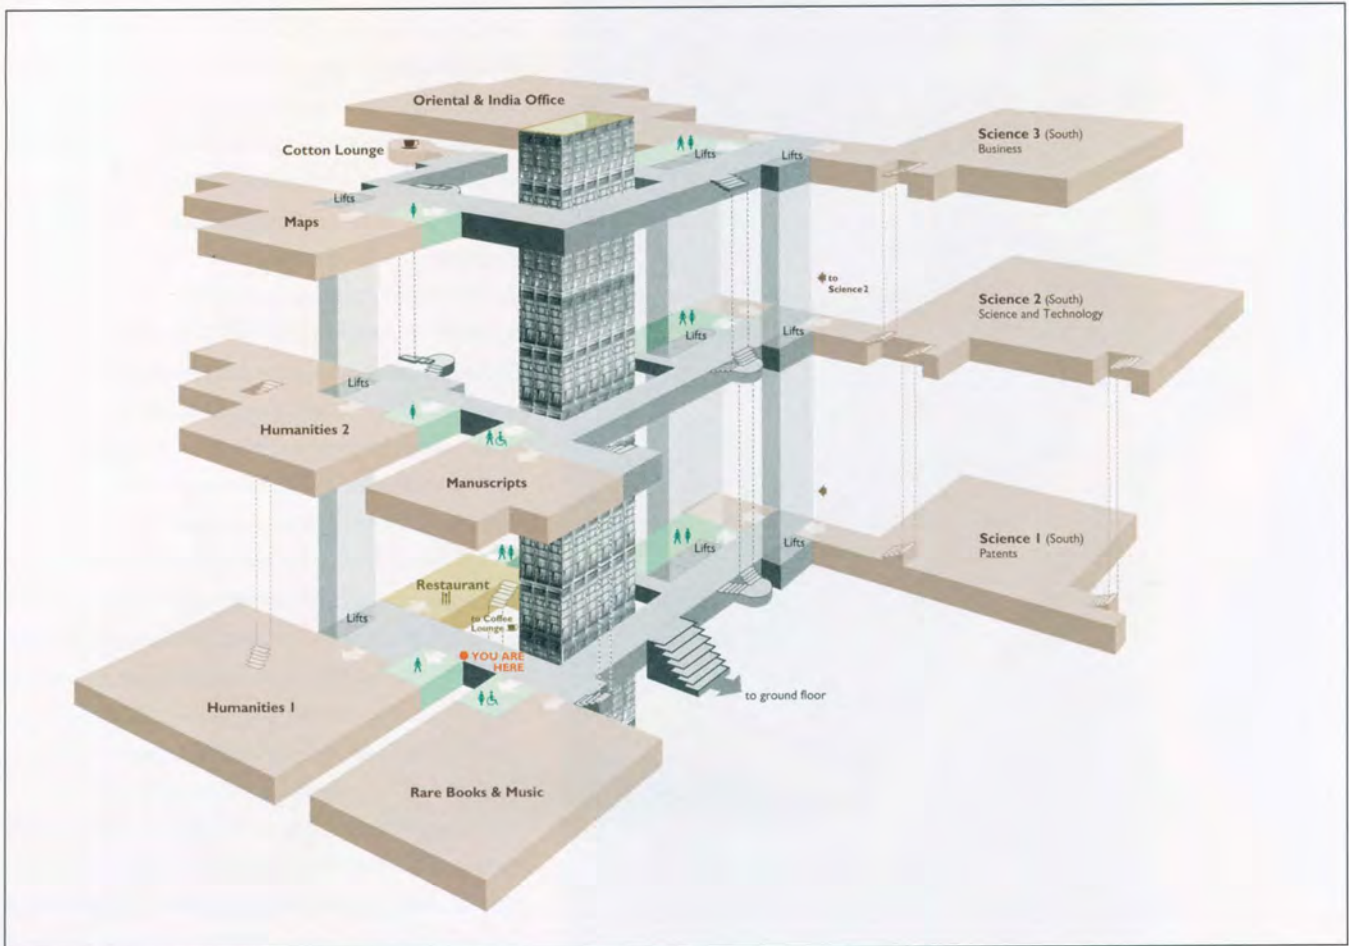 Oriental & India Office
Cotton Lounge
Lifts
Lifts
Science 3 (South)
Business
Lifts
Maps
to
Science 2
Science 2 (South)
Science and Technology
Lifts
Lifts
Lifts
Humanities 2
Manuscripts
Science 1 (South)
Patents
Lifts
Lifts
Restaurant
to Coffee
Lounge
Lifts
YOU ARE
HERE
to ground floor
Humanities 1
Rare Books & Music